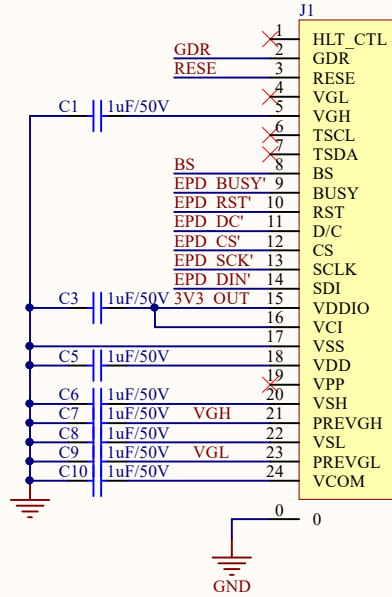 J1
1 HLT_CTL
GDR 2 GDR
RESE 3 RESE
4 VGL
C1 1uF/50V 5 VGH
6 TSCL
7 TSDA
BS 8 BS
EPD BUSY' 9 BUSY
EPD RST' 10 RST
EPD DC' 11 D/C
EPD CS' 12 CS
EPD SCK' 13 SCLK
EPD DIN' 14 SDI
C3 1uF/50V 3V3 OUT 15 VDDIO
16 VCI
17 VSS
C5 1uF/50V 18 VDD
19 VPP
C6 1uF/50V 20 VSH
C7 1uF/50V VGH 21 PREVGH
C8 1uF/50V 22 VSL
C9 1uF/50V VGL 23 PREVGL
C10 1uF/50V 24 VCOM
0 0
GND